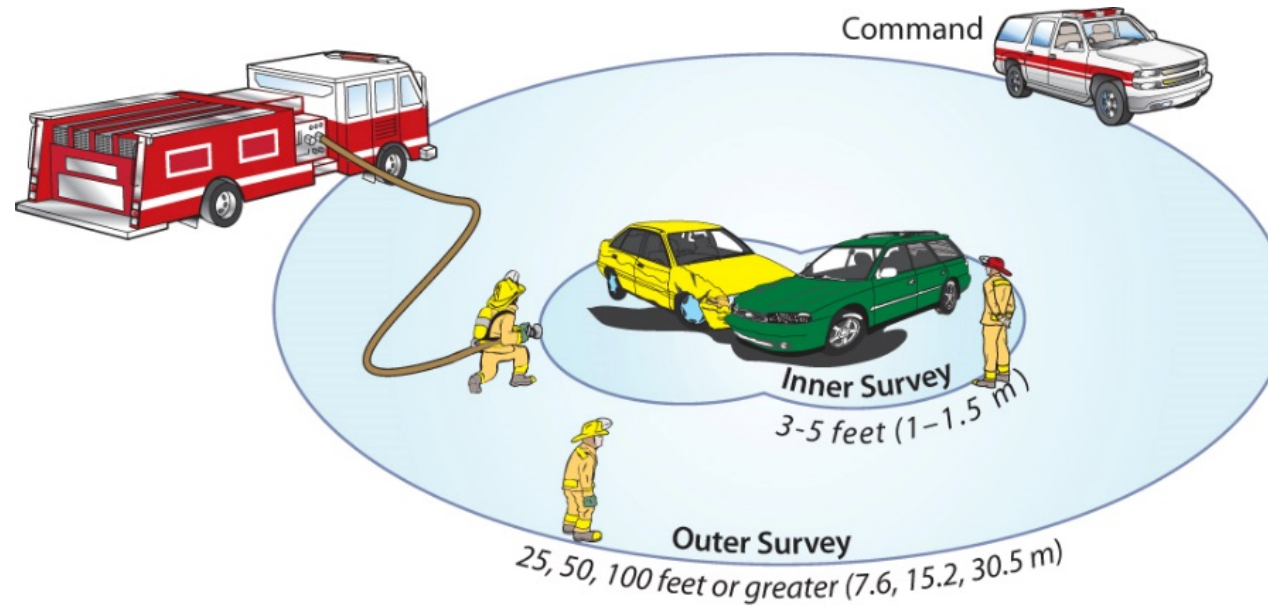 Command
Inner Survey
3-5 feet (1–1.5 m)
Outer Survey
25, 50, 100 feet or greater (7.6, 15.2, 30.5 m)